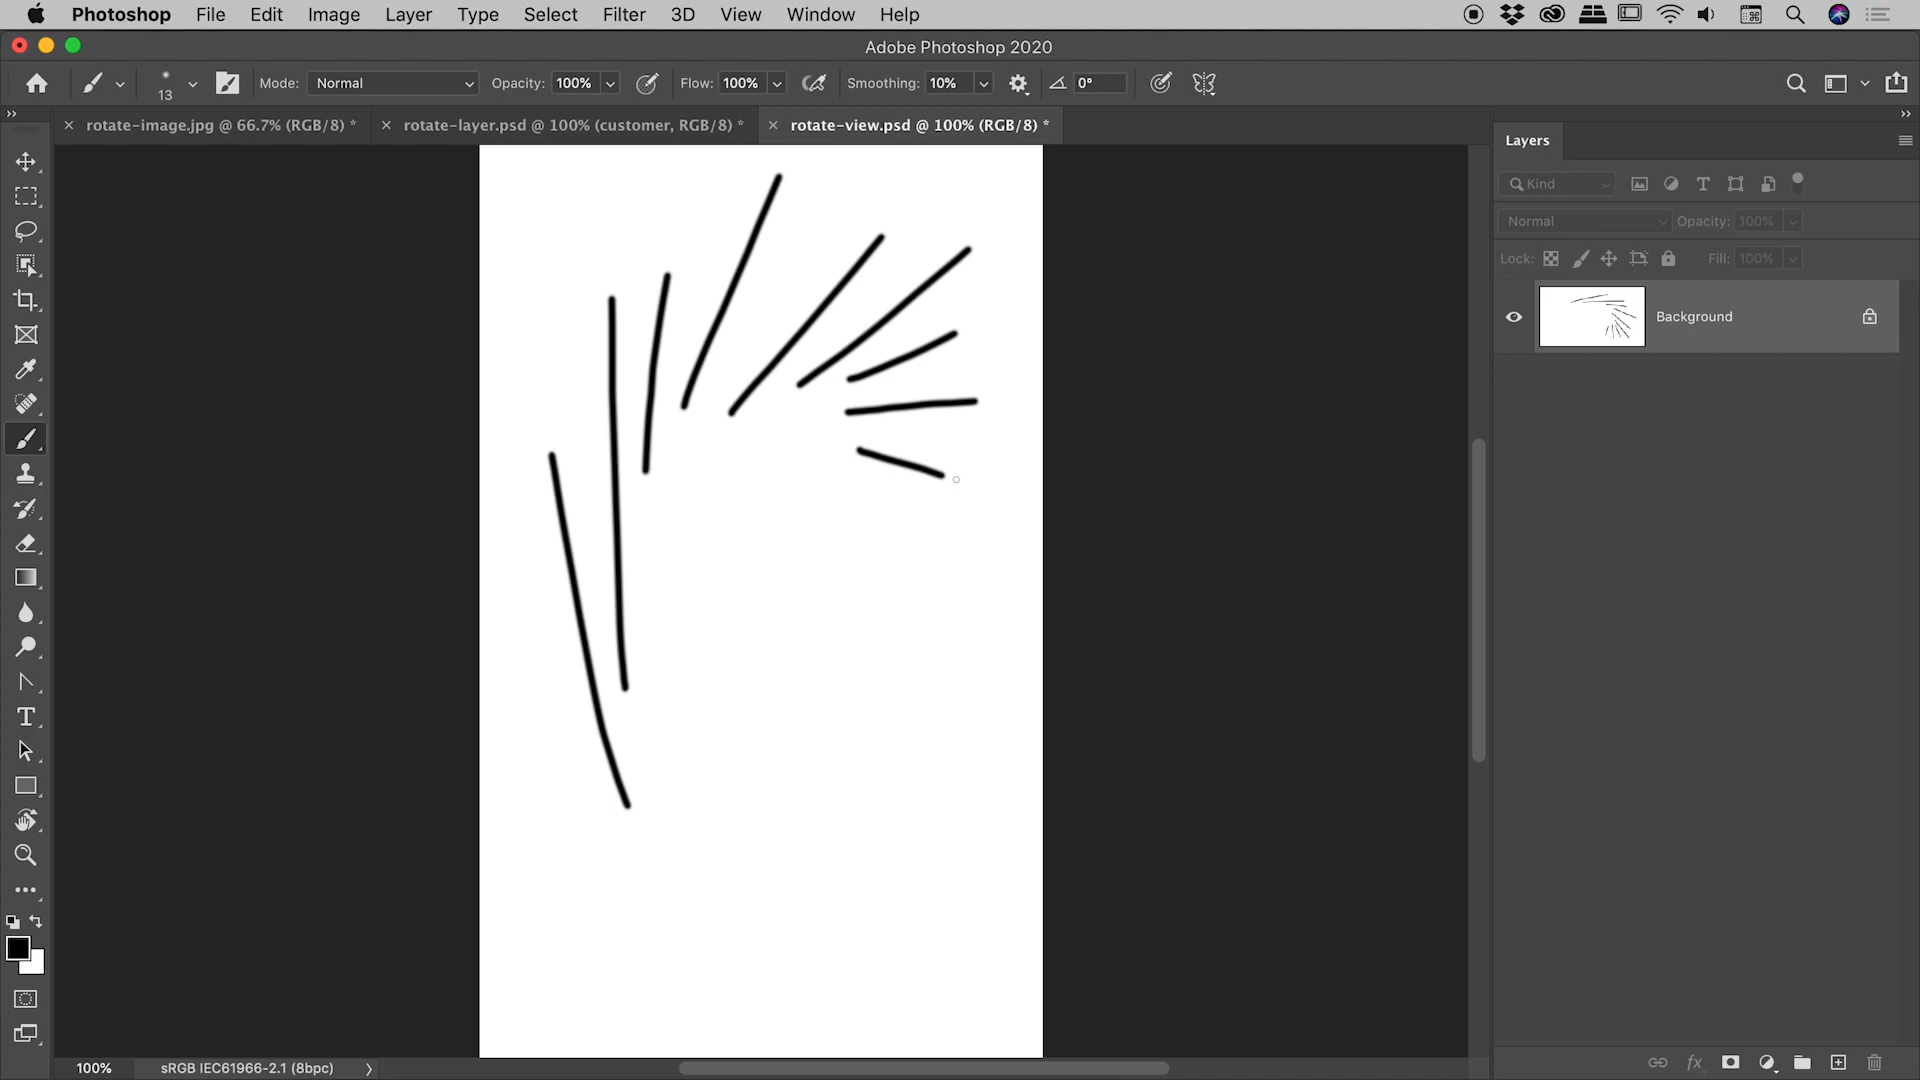 Photoshop File Edit Image Layer Type Select Filter 3D View Window Help
Adobe Photoshop 2020
13 Mode: Normal Opacity: 100% Flow: 100% Smoothing: 10% 0°
rotate-image.jpg @ 66.7% (RGB/8) * rotate-layer.psd @ 100% (customer, RGB/8) * rotate-view.psd @ 100% (RGB/8) *
Layers
Kind
Normal Opacity: 100%
Lock: Fill: 100%
Background
100% sRGB IEC61966-2.1 (8bpc)